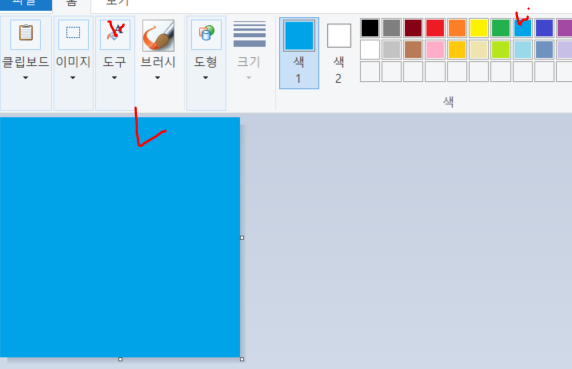 파일 홈 보기
클립보드 이미지 도구 브러시 도형 크기 색 1 색 2
색